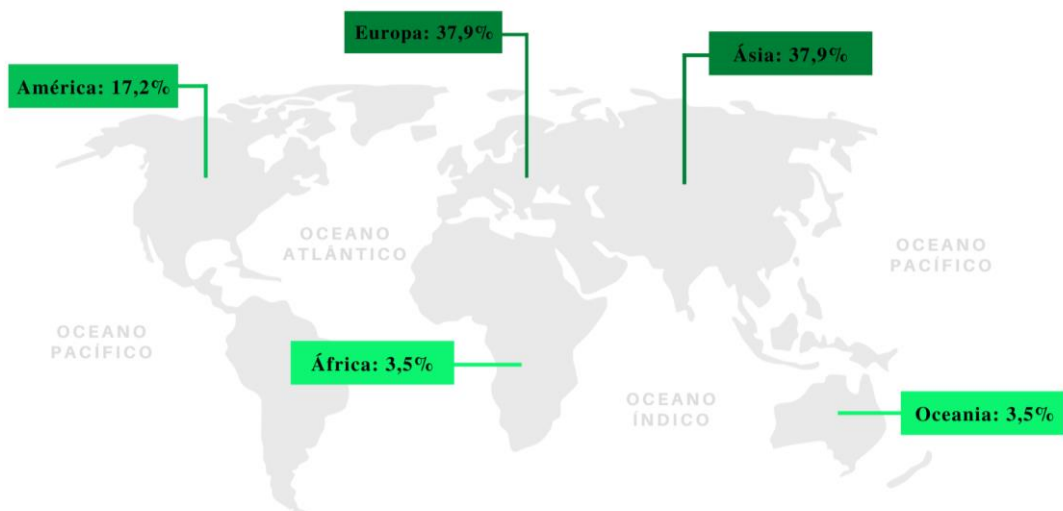 Europa: 37,9%
Ásia: 37,9%
América: 17,2%
OCEANO
ATLÂNTICO
OCEANO
PACÍFICO
OCEANO
PACÍFICO
África: 3,5%
OCEANO
ÍNDICO
Oceania: 3,5%